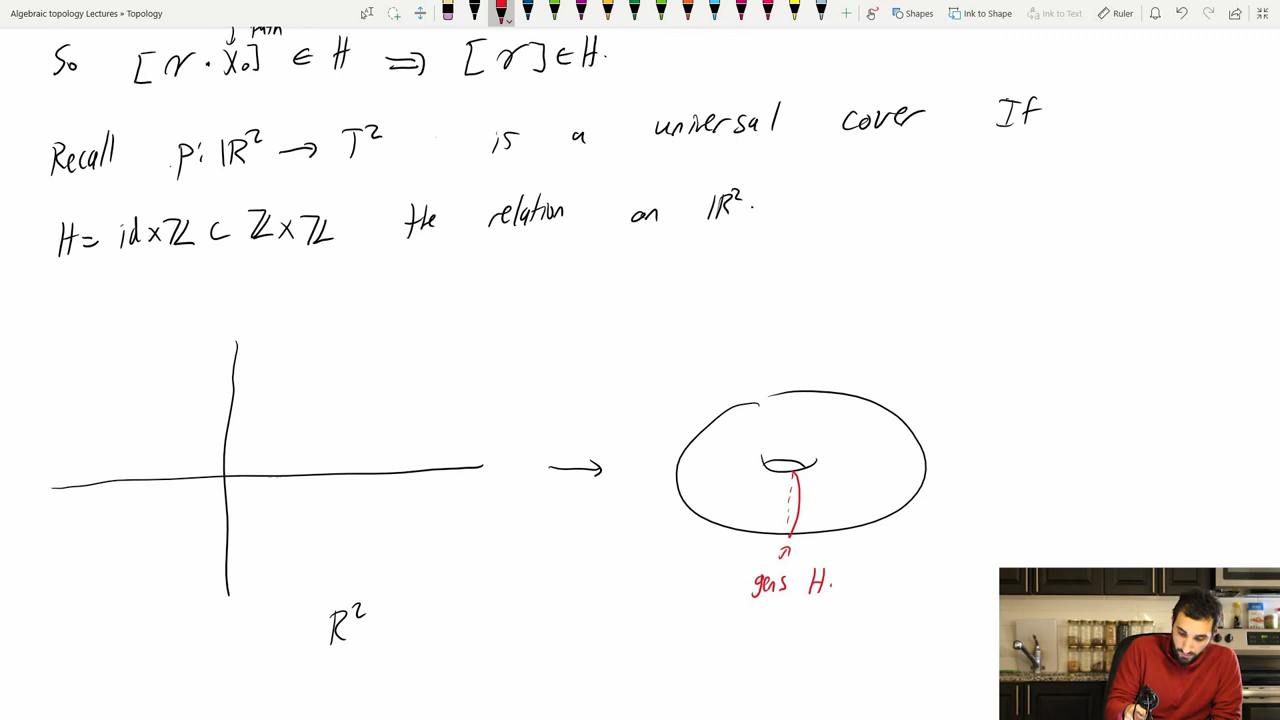 Algebraic topology Lectures – Topology
Shapes
Ink to Shape
Ink to Text
Ruler
So [γ · x₀] ∈ H ⟹ [γ] ∈ H.
Recall p: ℝ² → T² is a universal cover If
H = id × ℤ ⊂ ℤ × ℤ the relation on ℝ².
gens H.
R²